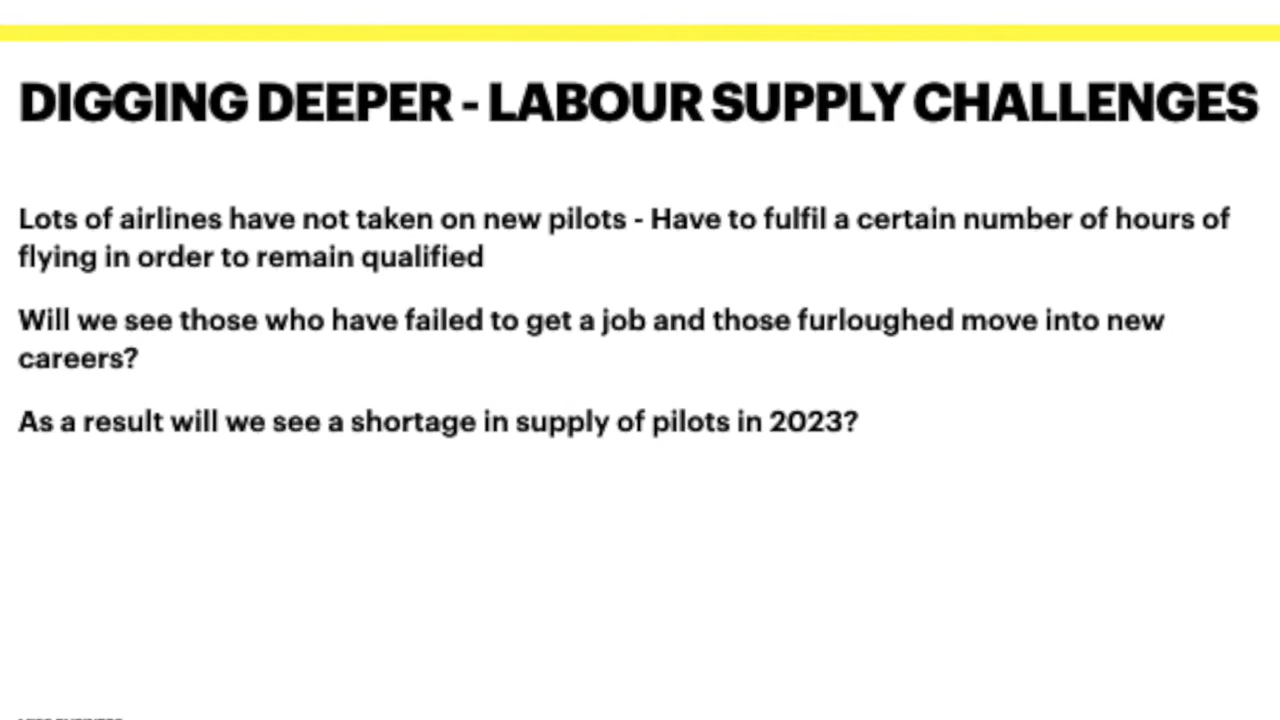 DIGGING DEEPER - LABOUR SUPPLY CHALLENGES
Lots of airlines have not taken on new pilots - Have to fulfil a certain number of hours of
flying in order to remain qualified
Will we see those who have failed to get a job and those furloughed move into new
careers?
As a result will we see a shortage in supply of pilots in 2023?